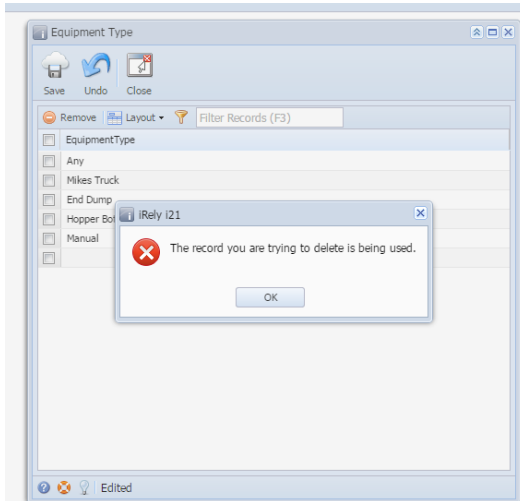 Equipment Type
Save Undo Close
Remove Layout Filter Records (F3)
EquipmentType
Any
Mikes Truck
End Dump
Hopper Bot
Manual
iRely i21
The record you are trying to delete is being used.
OK
Edited